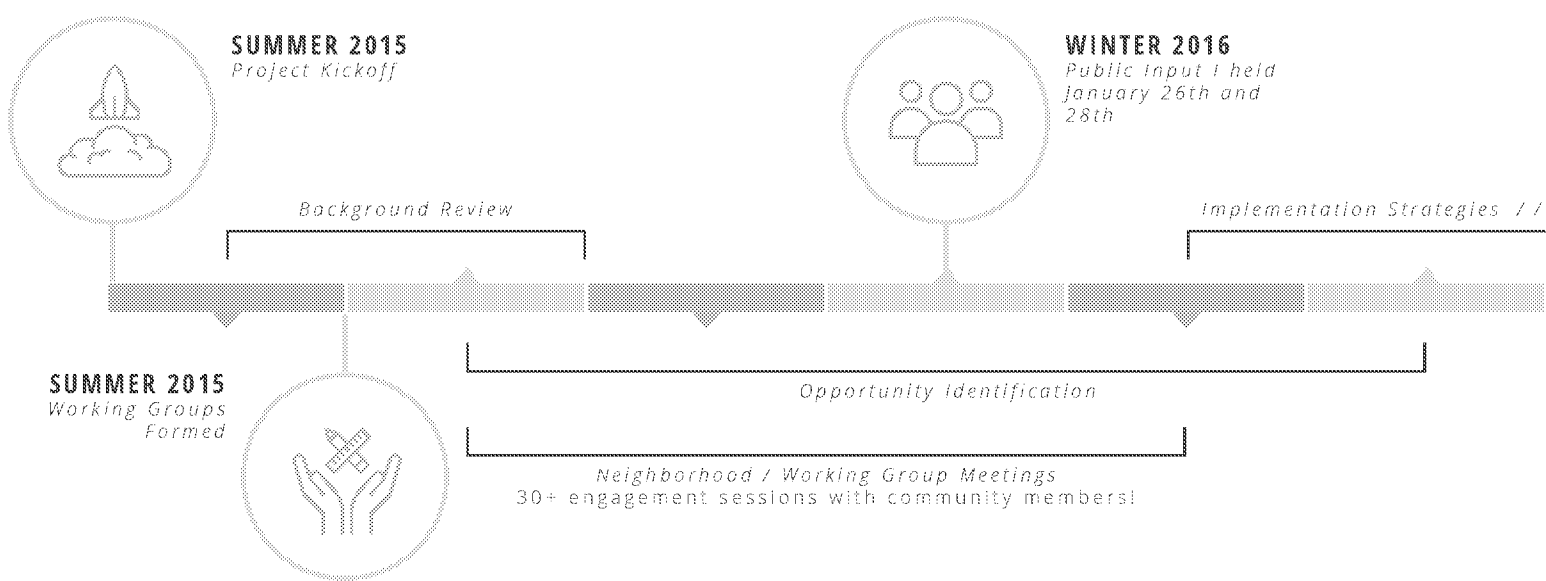 SUMMER 2015
Project Kickoff
WINTER 2016
Public Input I held
January 26th and
28th
Background Review
Implementation Strategies //
SUMMER 2015
Working Groups
Formed
Opportunity Identification
Neighborhood / Working Group Meetings
30+ engagement sessions with community members!